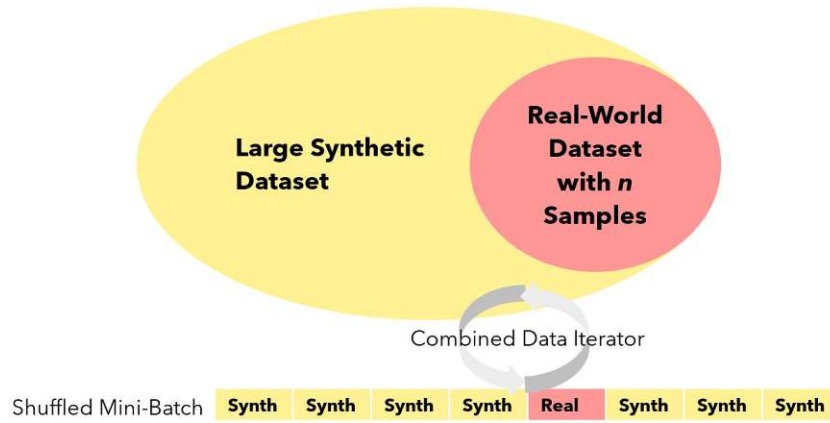 Large Synthetic
Dataset
Real-World
Dataset
with n
Samples
Combined Data Iterator
Shuffled Mini-Batch Synth Synth Synth Synth Real Synth Synth Synth